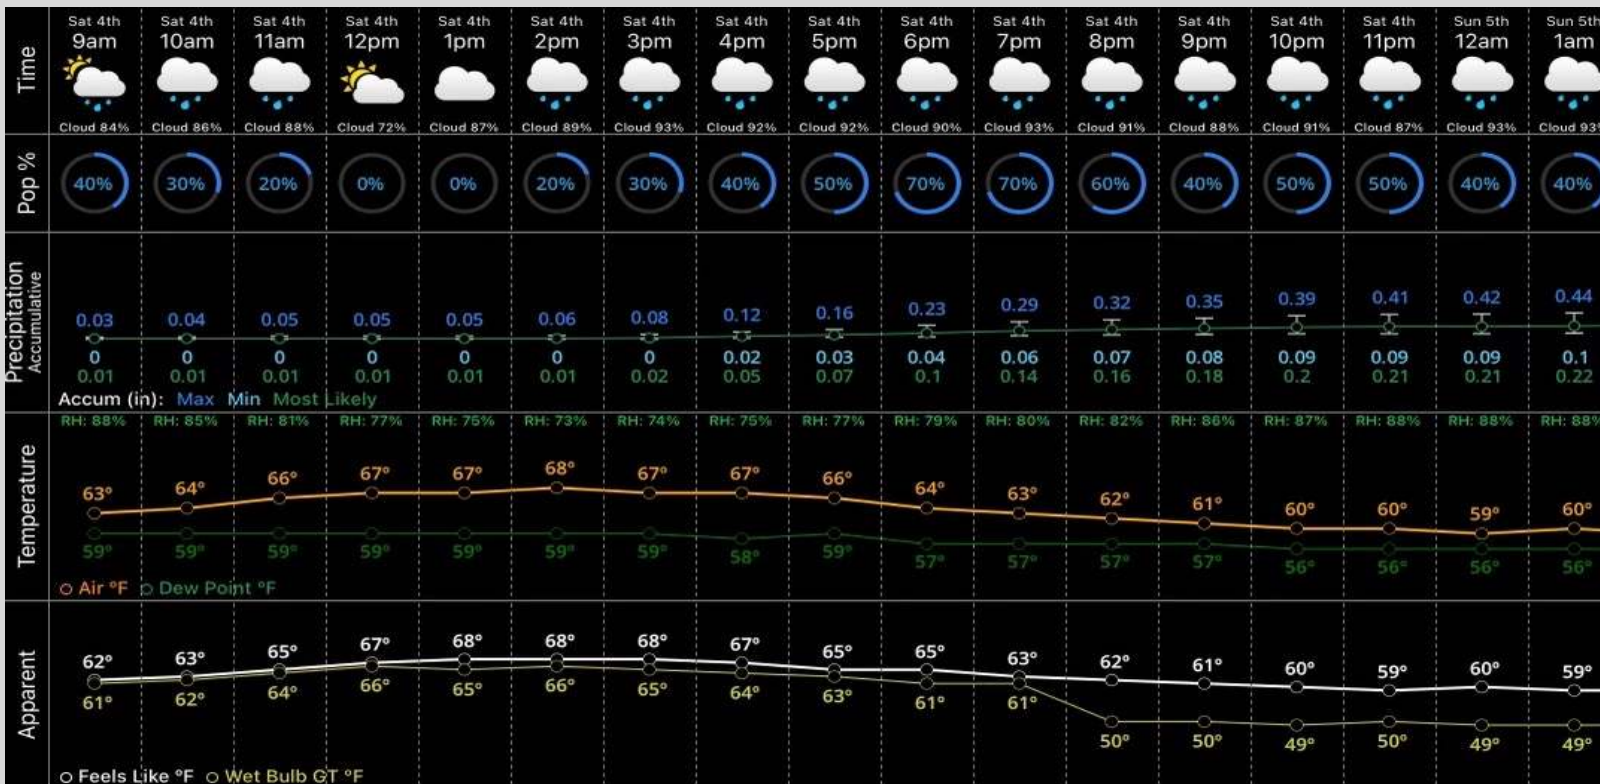 Time
Sat 4th Sat 4th Sat 4th Sat 4th Sat 4th Sat 4th Sat 4th Sat 4th Sat 4th Sat 4th Sat 4th Sat 4th Sat 4th Sat 4th Sat 4th Sun 5th Sun 5th
9am 10am 11am 12pm 1pm 2pm 3pm 4pm 5pm 6pm 7pm 8pm 9pm 10pm 11pm 12am 1am
Cloud 84% Cloud 86% Cloud 88% Cloud 72% Cloud 87% Cloud 89% Cloud 93% Cloud 92% Cloud 92% Cloud 90% Cloud 93% Cloud 91% Cloud 88% Cloud 91% Cloud 87% Cloud 93% Cloud 93%
Pop %
40% 30% 20% 0% 0% 20% 30% 40% 50% 70% 70% 60% 40% 50% 50% 40% 40%
Precipitation
Accumulative
0.03 0.04 0.05 0.05 0.05 0.06 0.08 0.12 0.16 0.23 0.29 0.32 0.35 0.39 0.41 0.42 0.44
0 0 0 0 0 0 0 0.02 0.03 0.04 0.06 0.07 0.08 0.09 0.09 0.09 0.1
0.01 0.01 0.01 0.01 0.01 0.01 0.02 0.05 0.07 0.1 0.14 0.16 0.18 0.2 0.21 0.21 0.22
Accum (in): Max Min Most Likely
Temperature
RH: 88% RH: 85% RH: 81% RH: 77% RH: 75% RH: 73% RH: 74% RH: 75% RH: 77% RH: 79% RH: 80% RH: 82% RH: 86% RH: 87% RH: 88% RH: 88% RH: 88%
63° 64° 66° 67° 67° 68° 67° 67° 66° 64° 63° 62° 61° 60° 60° 59° 60°
59° 59° 59° 59° 59° 59° 59° 58° 59° 57° 57° 57° 57° 56° 56° 56° 56°
Air °F Dew Point °F
Apparent
62° 63° 65° 67° 68° 68° 68° 67° 65° 65° 63° 62° 61° 60° 59° 60° 59°
61° 62° 64° 66° 65° 66° 65° 64° 63° 61° 61° 50° 50° 49° 50° 49° 49°
Feels Like °F Wet Bulb GT °F